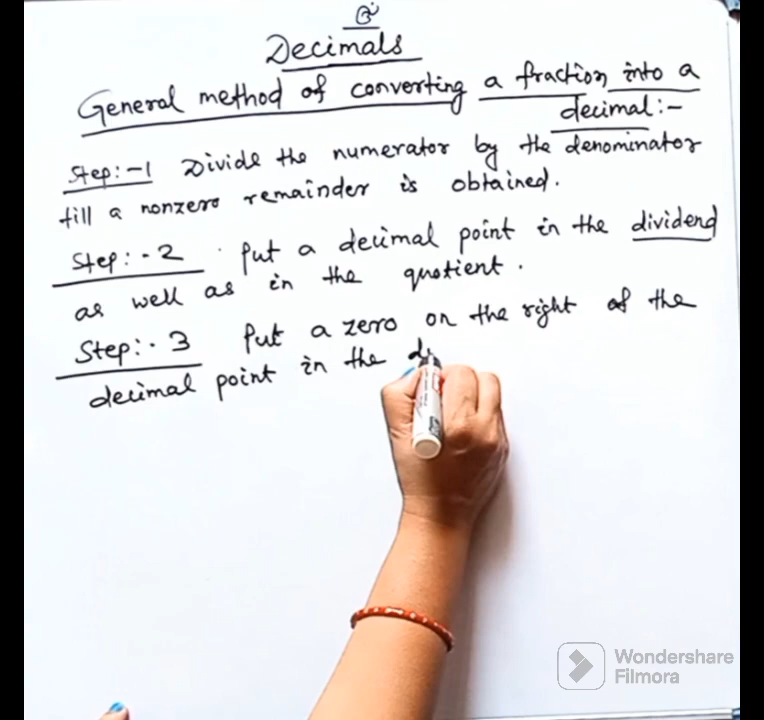 Decimals
General method of converting a fraction into a
decimal:-
Step:-1 Divide the numerator by the denominator
till a nonzero remainder is obtained.
Step:-2 Put a decimal point in the dividend
as well as in the quotient.
Step:-3 Put a zero on the right of the
decimal point in the di
Wondershare
Filmora